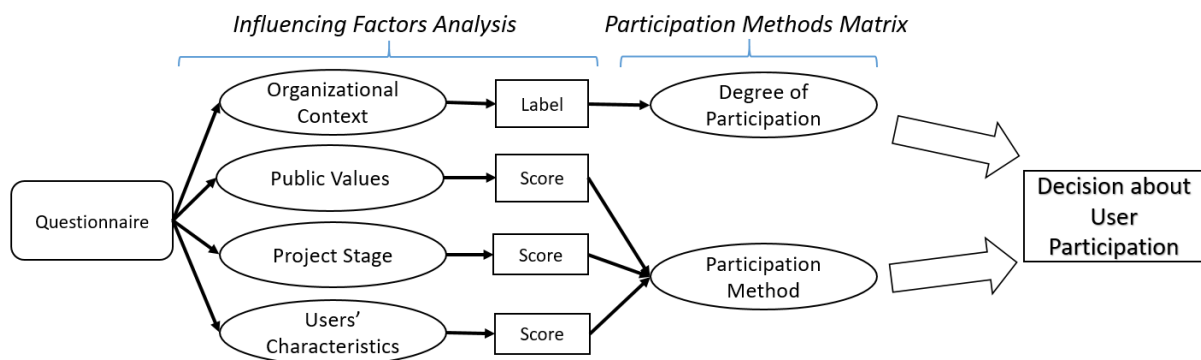 Influencing Factors Analysis
Participation Methods Matrix
Organizational
Context
Label
Degree of
Participation
Public Values
Score
Questionnaire
Decision about
User
Participation
Project Stage
Score
Participation
Method
Users’
Characteristics
Score